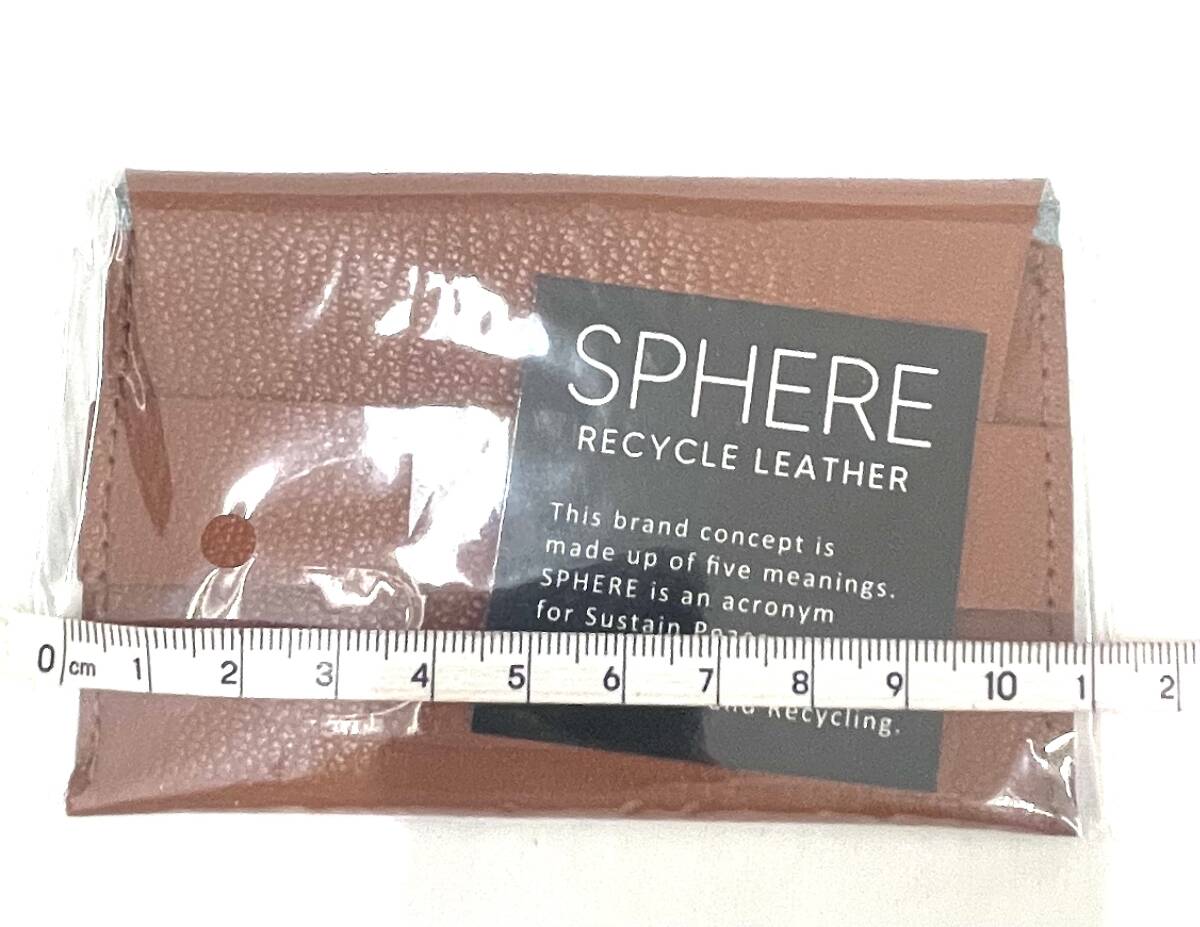 SPHERE
RECYCLE LEATHER
This brand concept is
made up of five meanings.
SPHERE is an acronym
for Sustain
0 cm 1 2 3 4 5 6 7 8 9 10 1 2
and Recycling.